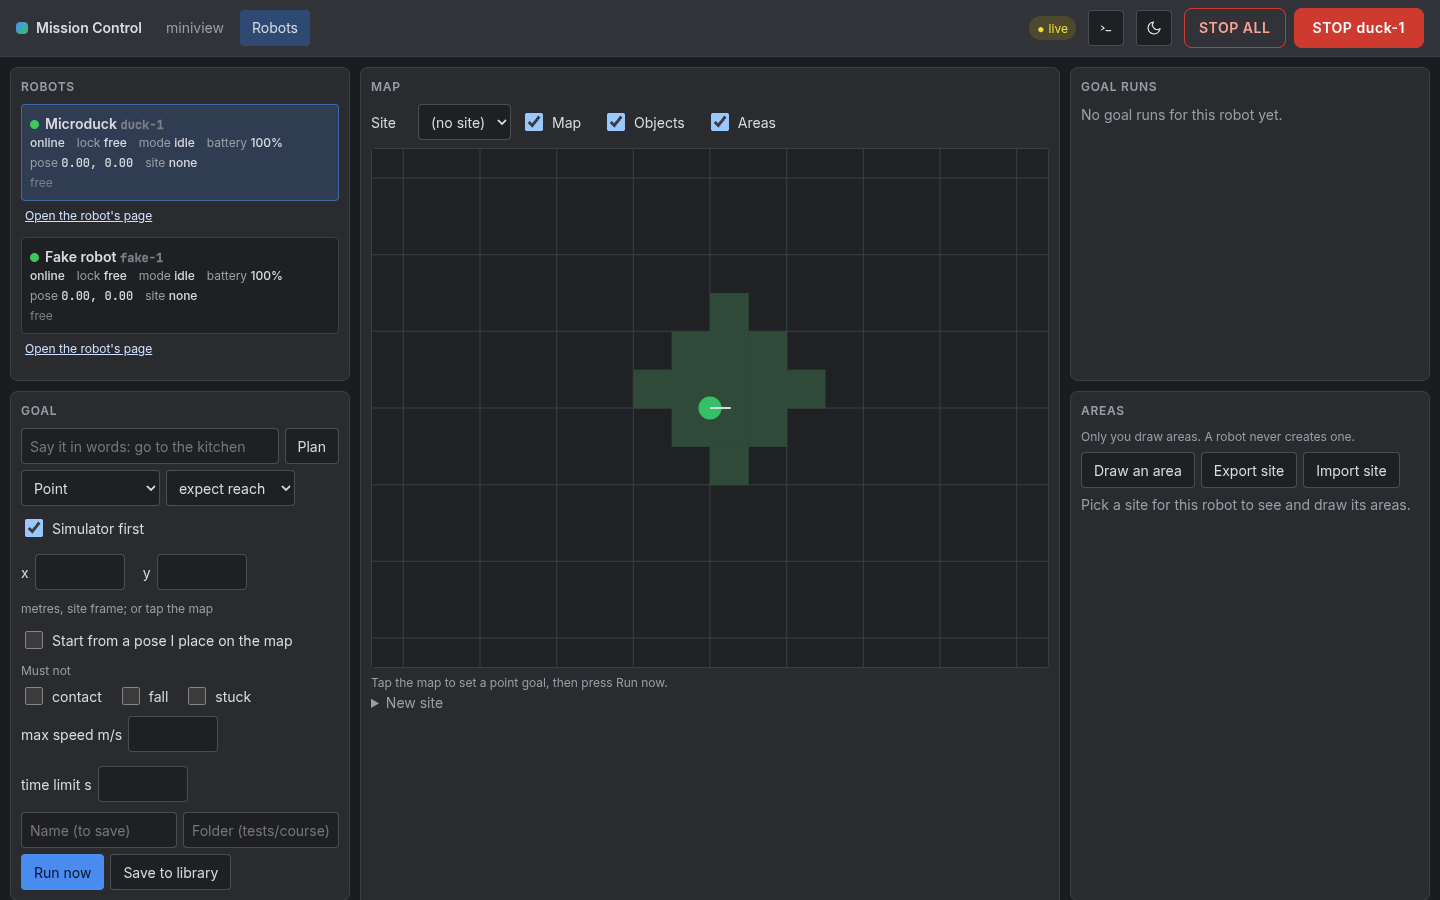 Mission Control
miniview
Robots
● live
STOP ALL
STOP duck-1
ROBOTS
Microduck duck-1
online lock free mode idle battery 100%
pose 0.00, 0.00 site none
free
Open the robot's page
Fake robot fake-1
online lock free mode idle battery 100%
pose 0.00, 0.00 site none
free
Open the robot's page
GOAL
Say it in words: go to the kitchen
Plan
Point
expect reach
Simulator first
x
y
metres, site frame; or tap the map
Start from a pose I place on the map
Must not
contact fall stuck
max speed m/s
time limit s
Name (to save)
Folder (tests/course)
Run now
Save to library
MAP
Site (no site) Map Objects Areas
Tap the map to set a point goal, then press Run now.
New site
GOAL RUNS
No goal runs for this robot yet.
AREAS
Only you draw areas. A robot never creates one.
Draw an area
Export site
Import site
Pick a site for this robot to see and draw its areas.